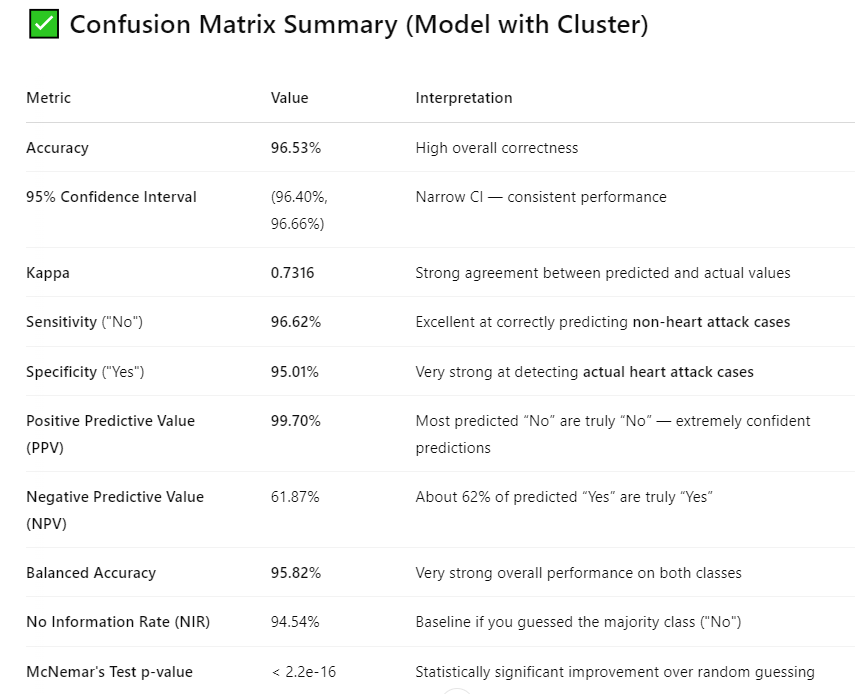 ✅ Confusion Matrix Summary (Model with Cluster)
Metric Value Interpretation
Accuracy 96.53% High overall correctness
95% Confidence Interval (96.40%, Narrow CI — consistent performance
96.66%)
Kappa 0.7316 Strong agreement between predicted and actual values
Sensitivity ("No") 96.62% Excellent at correctly predicting non-heart attack cases
Specificity ("Yes") 95.01% Very strong at detecting actual heart attack cases
Positive Predictive Value 99.70% Most predicted “No” are truly “No” — extremely confident
(PPV) predictions
Negative Predictive Value 61.87% About 62% of predicted “Yes” are truly “Yes”
(NPV)
Balanced Accuracy 95.82% Very strong overall performance on both classes
No Information Rate (NIR) 94.54% Baseline if you guessed the majority class ("No")
McNemar's Test p-value < 2.2e-16 Statistically significant improvement over random guessing